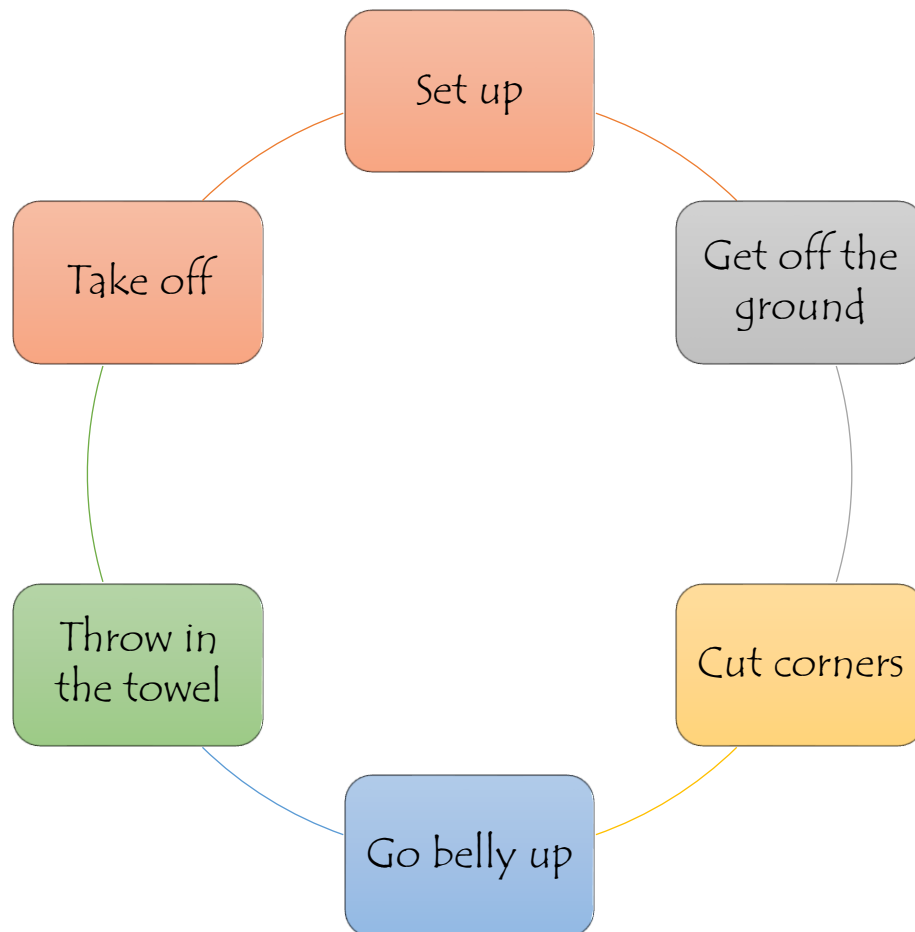 Set up
Take off
Get off the
ground
Throw in
the towel
Cut corners
Go belly up